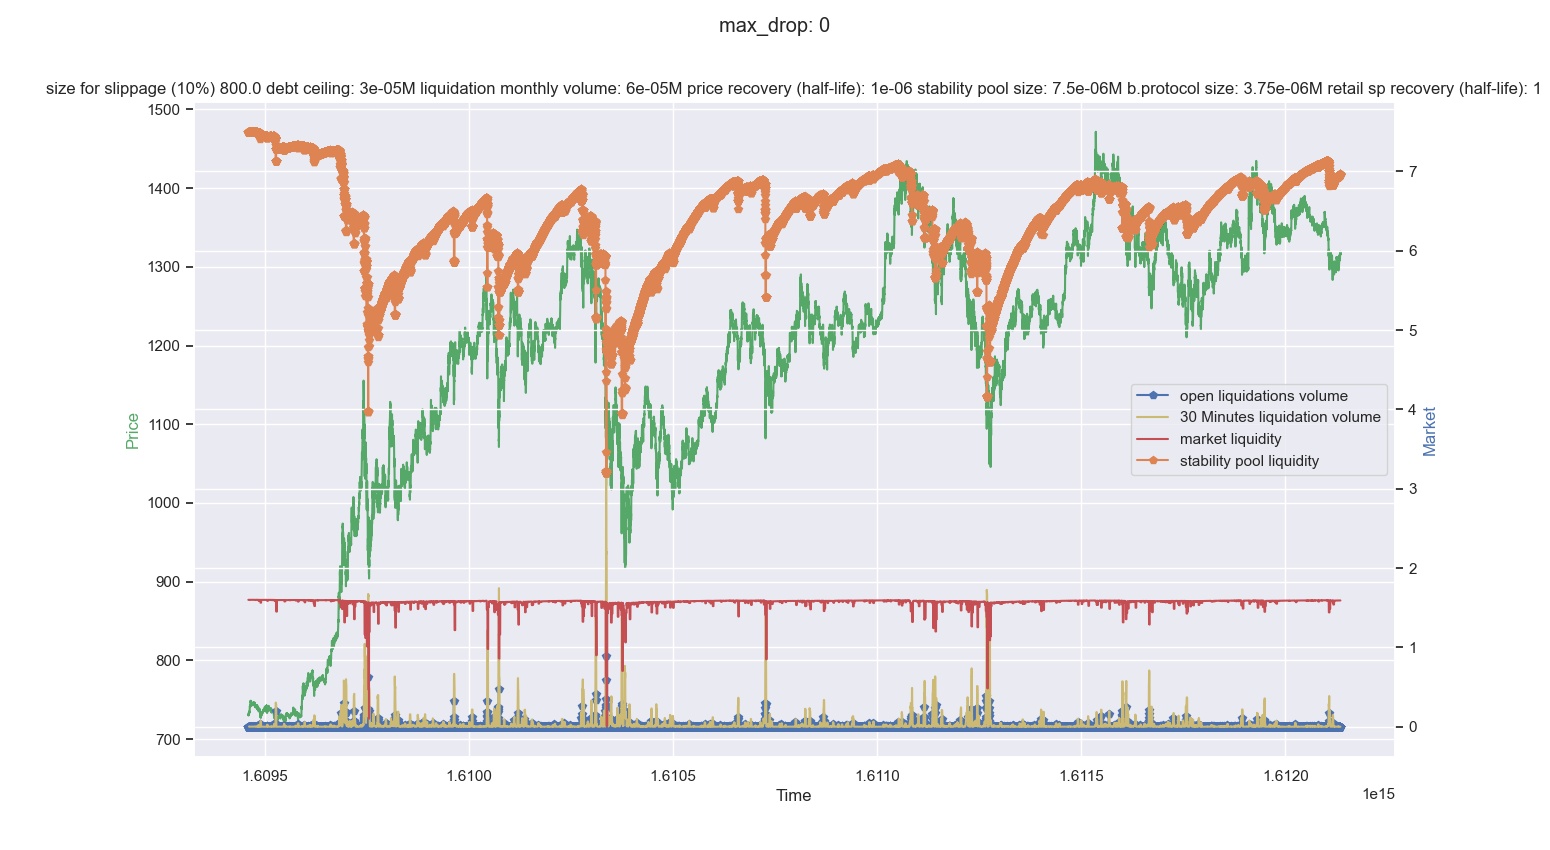 max_drop: 0
size for slippage (10%) 800.0 debt ceiling: 3e-05M liquidation monthly volume: 6e-05M price recovery (half-life): 1e-06 stability pool size: 7.5e-06M b.protocol size: 3.75e-06M retail sp recovery (half-life): 1
1500
1400
1300
1200
1100
1000
900
800
700
Price
7
6
5
4
3
2
1
0
Market
open liquidations volume
30 Minutes liquidation volume
market liquidity
stability pool liquidity
1.6095
1.6100
1.6105
1.6110
1.6115
1.6120
Time
1e15